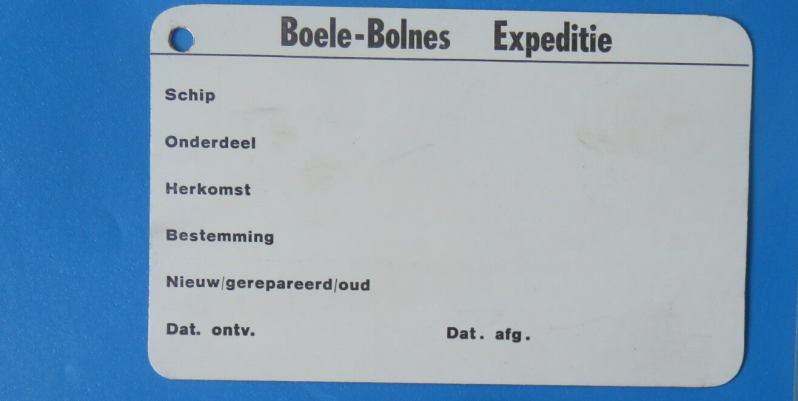 Boele-Bolnes Expeditie
Schip
Onderdeel
Herkomst
Bestemming
Nieuw/gerepareerd/oud
Dat. ontv. Dat. afg.